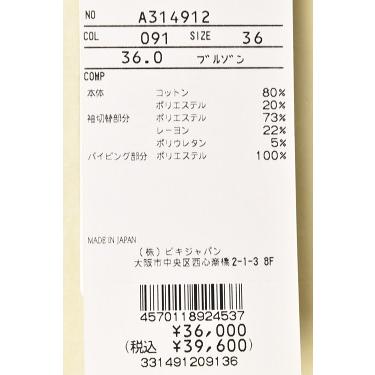 NO A314912
COL 091 SIZE 36
36.0 ブルゾン
COMP
本体 コットン 80%
ポリエステル 20%
袖切替部分 ポリエステル 73%
レーヨン 22%
ポリウレタン 5%
パイピング部分 ポリエステル 100%
MADE IN JAPAN
(株)ビキジャパン
大阪市中央区西心斎橋2-1-3 8F
4570118924537
¥36,000
(税込 ¥39,600)
331491209136